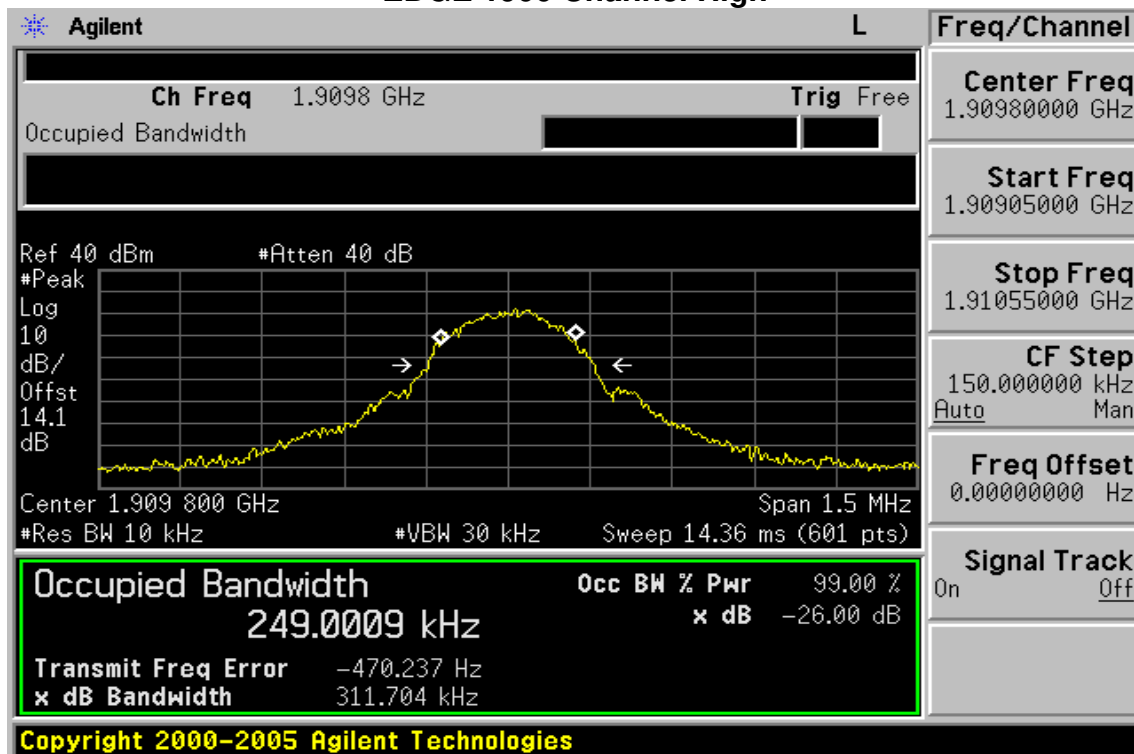 Agilent L Freq/Channel
Ch Freq 1.9098 GHz Trig Free
Occupied Bandwidth
Center Freq
1.90980000 GHz
Start Freq
1.90905000 GHz
Stop Freq
1.91055000 GHz
CF Step
150.000000 kHz
Auto Man
Freq Offset
0.00000000 Hz
Signal Track
On Off
Ref 40 dBm #Atten 40 dB
#Peak
Log
10
dB/
Offst
14.1
dB
Center 1.909 800 GHz Span 1.5 MHz
#Res BW 10 kHz #VBW 30 kHz Sweep 14.36 ms (601 pts)
Occupied Bandwidth Occ BW % Pwr 99.00 %
249.0009 kHz x dB -26.00 dB
Transmit Freq Error -470.237 Hz
x dB Bandwidth 311.704 kHz
Copyright 2000-2005 Agilent Technologies